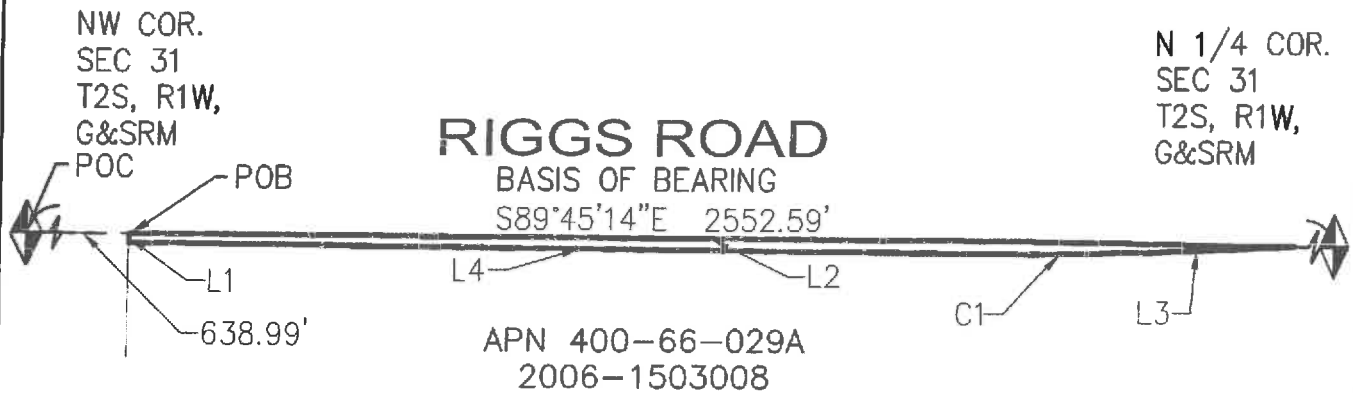 NW COR.
SEC 31
T2S, R1W,
G&SRM
POC
POB
RIGGS ROAD
BASIS OF BEARING
S89°45'14"E 2552.59'
N 1/4 COR.
SEC 31
T2S, R1W,
G&SRM
L1
L4
L2
C1
L3
638.99'
APN 400-66-029A
2006-1503008